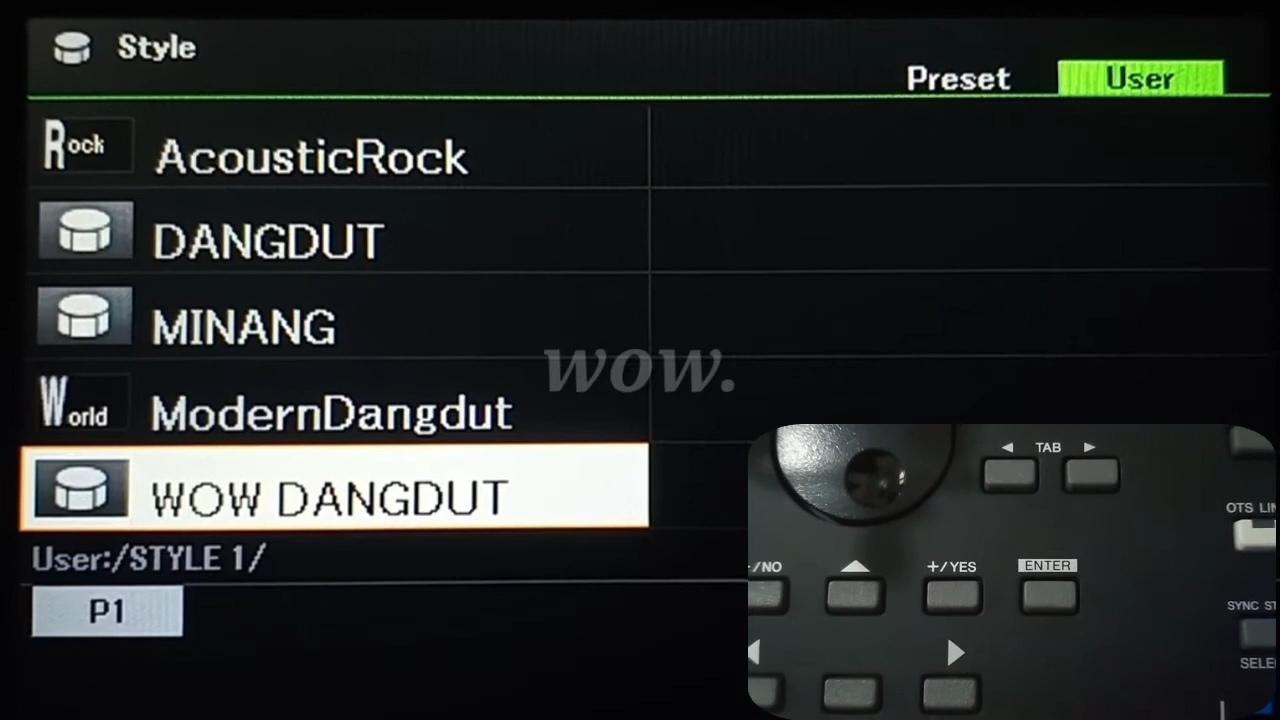 Style
Preset
User
Rock AcousticRock
DANGDUT
MINANG
World ModernDangdut
WOW DANGDUT
wow.
User:/STYLE 1/
P1
TAB
OTS LIN
/NO
+/YES
ENTER
SYNC ST
SELE